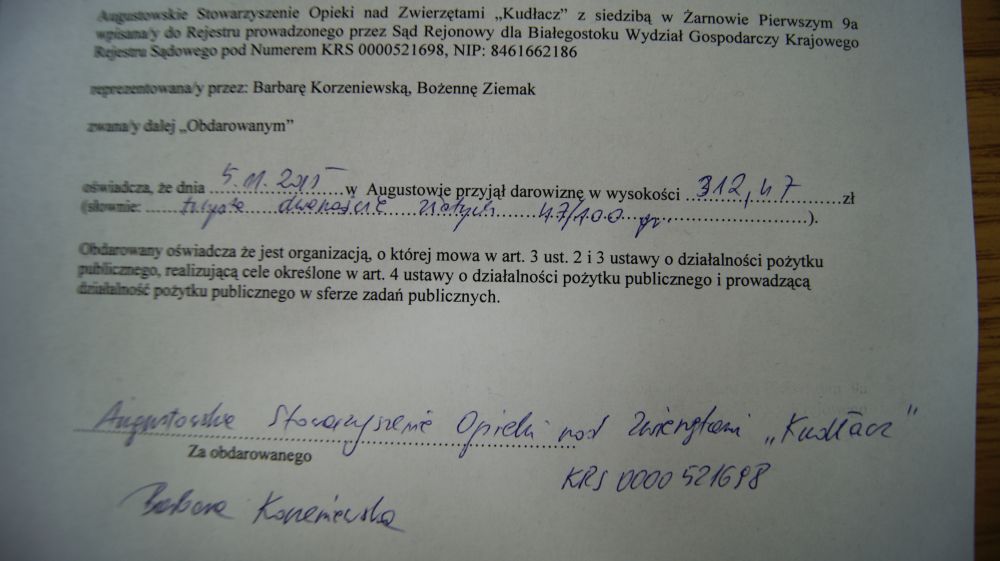 Augustowskie Stowarzyszenie Opieki nad Zwierzętami „Kudłacz” z siedzibą w Żarnowie Pierwszym 9a
wpisana/y do Rejestru prowadzonego przez Sąd Rejonowy dla Białegostoku Wydział Gospodarczy Krajowego
Rejestru Sądowego pod Numerem KRS 0000521698, NIP: 8461662186
reprezentowana/y przez: Barbarę Korzeniewską, Bożennę Ziemak
zwana/y dalej „Obdarowanym”
oświadcza, że dnia 5.11.2015 w Augustowie przyjął darowiznę w wysokości 312,47 zł
(słownie: trzysta dwanaście złotych 47/100 gr ).
Obdarowany oświadcza że jest organizacją, o której mowa w art. 3 ust. 2 i 3 ustawy o działalności pożytku
publicznego, realizującą cele określone w art. 4 ustawy o działalności pożytku publicznego i prowadzącą
działalność pożytku publicznego w sferze zadań publicznych.
Augustowskie Stowarzyszenie Opieki nad Zwierzętami „Kudłacz”
Za obdarowanego
KRS 0000521698
Barbara Korzeniewska